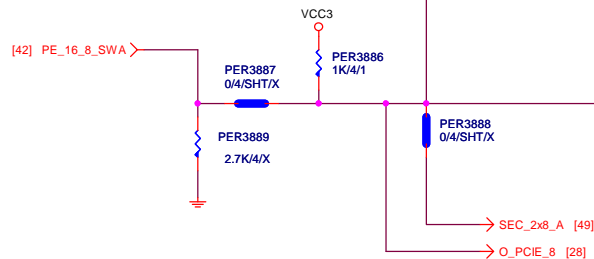 VCC3
[42] PE_16_8_SWA
PER3886
1K/4/1
PER3887
0/4/SHT/X
PER3888
0/4/SHT/X
PER3889
2.7K/4/X
SEC_2x8_A [49]
O_PCIE_8 [28]